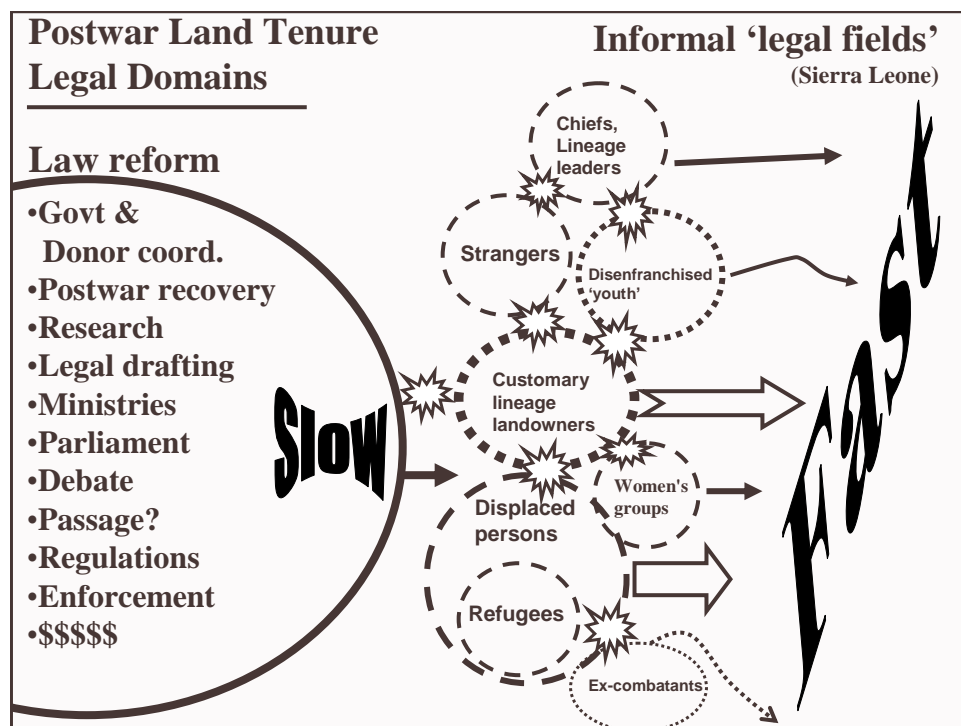 Postwar Land Tenure
Legal Domains
Informal ‘legal fields’
(Sierra Leone)
Law reform
•Govt &
Donor coord.
•Postwar recovery
•Research
•Legal drafting
•Ministries
•Parliament
•Debate
•Passage?
•Regulations
•Enforcement
•$$$$$
Slow
Chiefs,
Lineage
leaders
Strangers
Disenfranchised
‘youth’
Customary
lineage
landowners
Women's
groups
Displaced
persons
Refugees
Ex-combatants
Fast